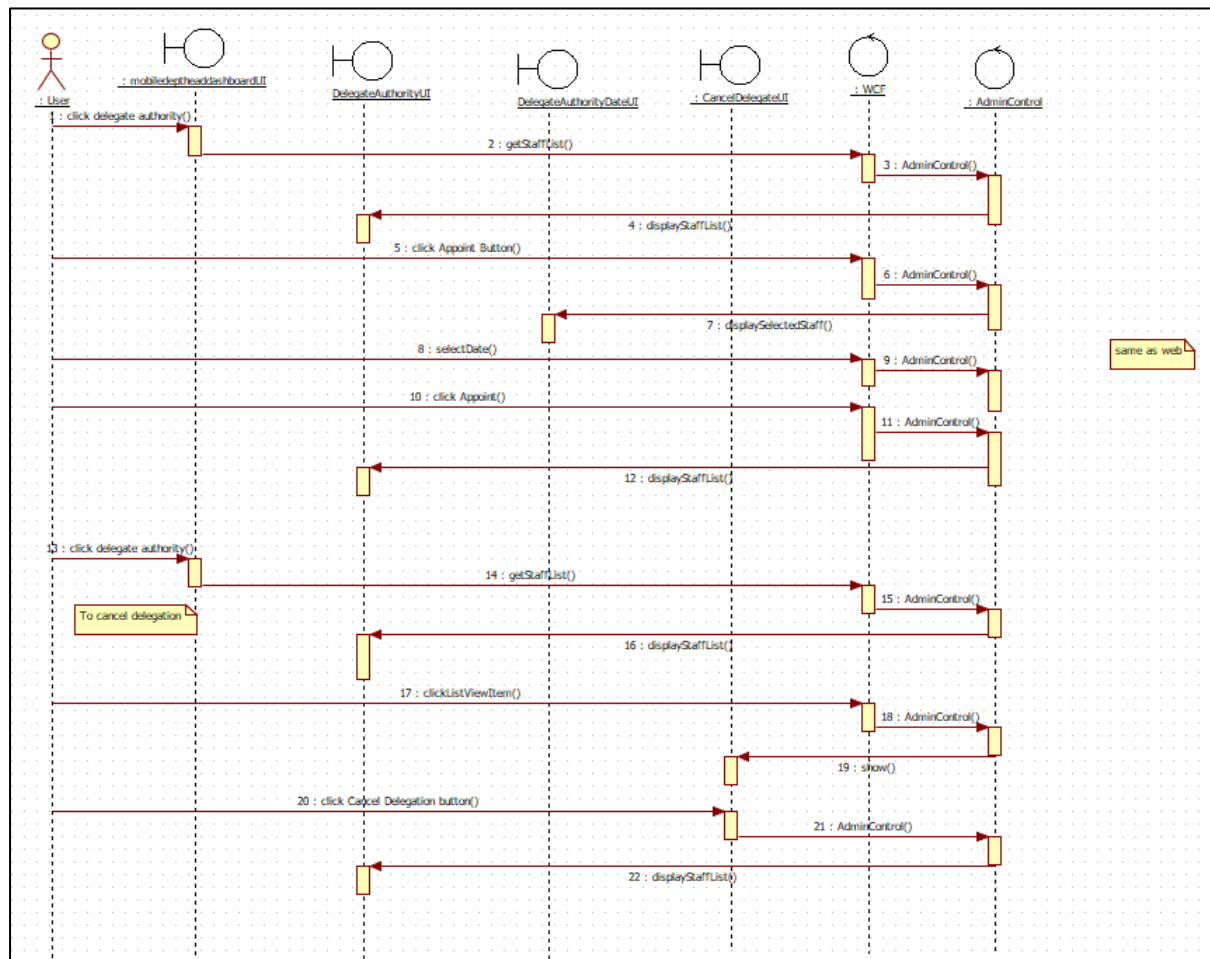 : User
: mobiledeptheaddashboardUI
DelegateAuthorityUI
DelegateAuthorityDateUI
: CancelDelegateUI
: WCF
: AdminControl
1 : click delegate authority()
2 : getStaffList()
3 : AdminControl()
4 : displayStaffList()
5 : click Appoint Button()
6 : AdminControl()
7 : displaySelectedStaff()
8 : selectDate()
same as web
9 : AdminControl()
10 : click Appoint()
11 : AdminControl()
12 : displayStaffList()
13 : click delegate authority()
14 : getStaffList()
15 : AdminControl()
To cancel delegation
16 : displayStaffList()
17 : clickListViewItem()
18 : AdminControl()
19 : show()
20 : click Cancel Delegation button()
21 : AdminControl()
22 : displayStaffList()